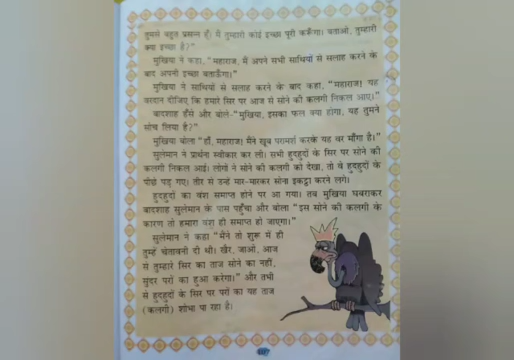 तुमसे बहुत प्रसन्न हूँ। मैं तुम्हारी कोई इच्छा पूरी करूँगा। बताओ, तुम्हारी
क्या इच्छा है?"
मुखिया ने कहा, "महाराज, मैं अपने सभी साथियों से सलाह करने के
बाद अपनी इच्छा बताऊँगा।"
मुखिया ने साथियों से सलाह करने के बाद कहा, "महाराज! यह
वरदान दीजिए कि हमारे सिर पर आज से सोने की कलगी निकल आए।"
बादशाह हँसे और बोले-"मुखिया, इसका फल क्या होगा, यह तुमने
सोच लिया है?"
मुखिया बोला "हाँ, महाराज! मैंने खूब परामर्श करके यह वर माँगा है।"
सुलेमान ने प्रार्थना स्वीकार कर ली। सभी हुदहुदों के सिर पर सोने की
कलगी निकल आई। लोगों ने सोने की कलगी को देखा, तो वे हुदहुदों के
पीछे पड़ गए। तीर से उन्हें मार-मारकर सोना इकट्ठा करने लगे।
हुदहुदों का वंश समाप्त होने पर आ गया। तब मुखिया घबराकर
बादशाह सुलेमान के पास पहुँचा और बोला "इस सोने की कलगी के
कारण तो हमारा वंश ही समाप्त हो जाएगा।"
सुलेमान ने कहा "मैंने तो शुरू में ही
तुम्हें चेतावनी दी थी। खैर, जाओ, आज
से तुम्हारे सिर का ताज सोने का नहीं,
सुंदर परों का हुआ करेगा।" और तभी
से हुदहुदों के सिर पर परों का यह ताज
(कलगी) शोभा पा रहा है।